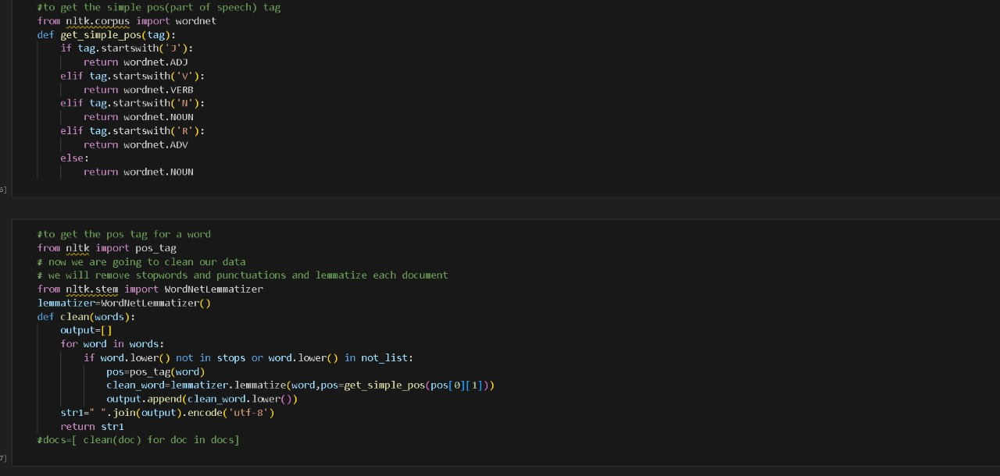 #to get the simple pos(part of speech) tag
from nltk.corpus import wordnet
def get_simple_pos(tag):
    if tag.startswith('J'):
        return wordnet.ADJ
    elif tag.startswith('V'):
        return wordnet.VERB
    elif tag.startswith('N'):
        return wordnet.NOUN
    elif tag.startswith('R'):
        return wordnet.ADV
    else:
        return wordnet.NOUN
6]
#to get the pos tag for a word
from nltk import pos_tag
# now we are going to clean our data
# we will remove stopwords and punctuations and lemmatize each document
from nltk.stem import WordNetLemmatizer
lemmatizer=WordNetLemmatizer()
def clean(words):
    output=[]
    for word in words:
        if word.lower() not in stops or word.lower() in not_list:
            pos=pos_tag(word)
            clean_word=lemmatizer.lemmatize(word,pos=get_simple_pos(pos[0][1]))
            output.append(clean_word.lower())
    str1=" ".join(output).encode('utf-8')
    return str1
#docs=[ clean(doc) for doc in docs]
7]